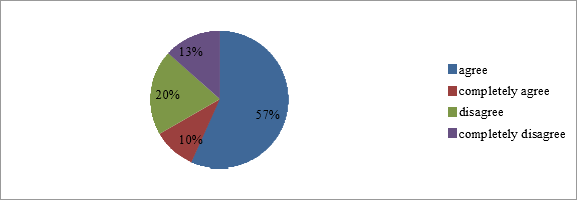 13%
20%
57%
10%
agree
completely agree
disagree
completely disagree